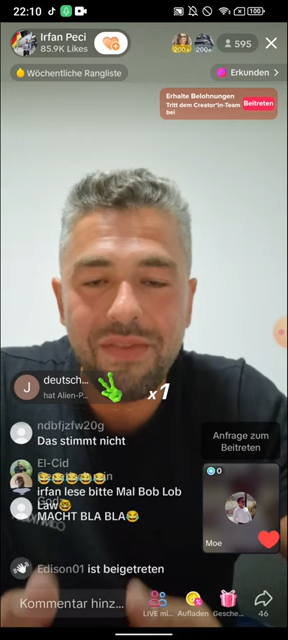 22:10
100
Irfan Peci
85.9K Likes
200+
200+
595
Wöchentliche Rangliste
Erkunden >
Erhalte Belohnungen
Tritt dem Creator*in-Team bei
Beitreten
J
deutsch...
hat Alien-P...
x1
ndbfjzfw20g
Das stimmt nicht
Anfrage zum
Beitreten
El-Cid
😂😂😂😂😂
irfan lese bitte Mal Bob Lob
Law🤓
MACHT BLA BLA😂
0
Moe
Edison01 ist beigetreten
Kommentar hinz...
LIVE mi...
Aufladen
Gesche...
46